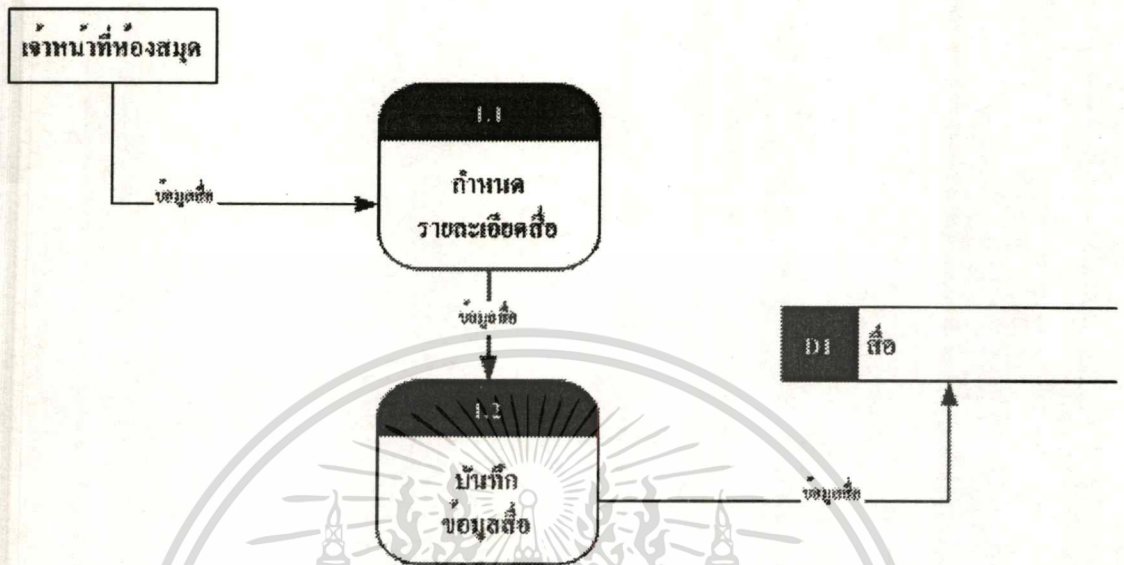 เจ้าหน้าที่ห้องสมุด
1.1
กำหนด
รายละเอียดสื่อ
ข้อมูลสื่อ
ข้อมูลสื่อ
D1 สื่อ
1.2
บันทึก
ข้อมูลสื่อ
ข้อมูลสื่อ